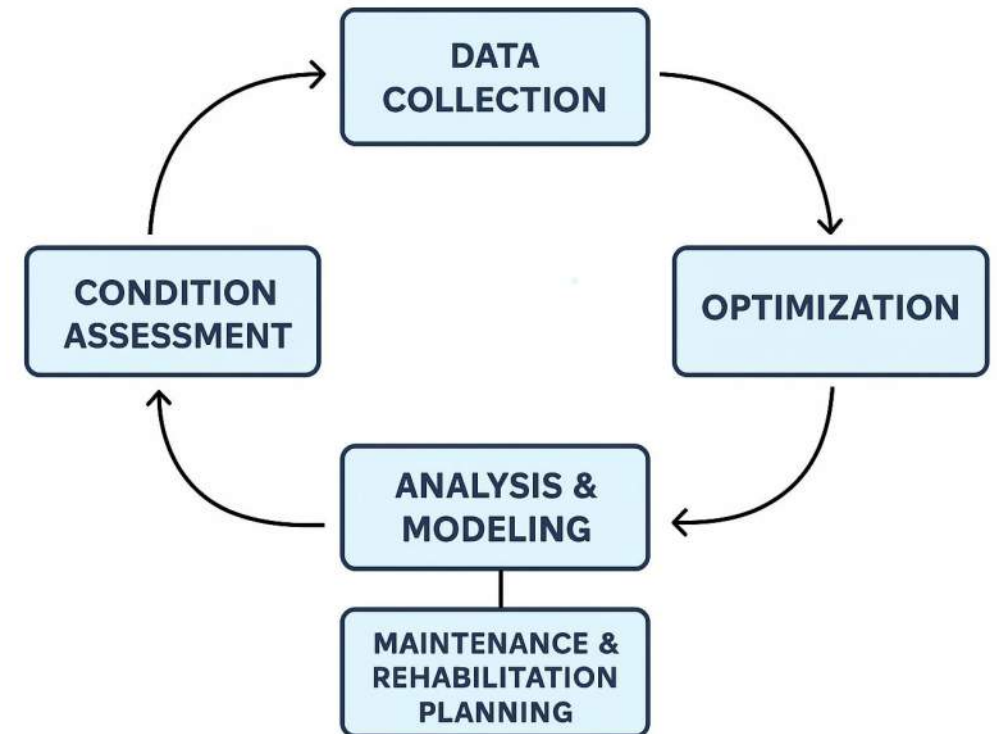 DATA
COLLECTION
CONDITION
ASSESSMENT
OPTIMIZATION
ANALYSIS &
MODELING
MAINTENANCE &
REHABILITATION
PLANNING